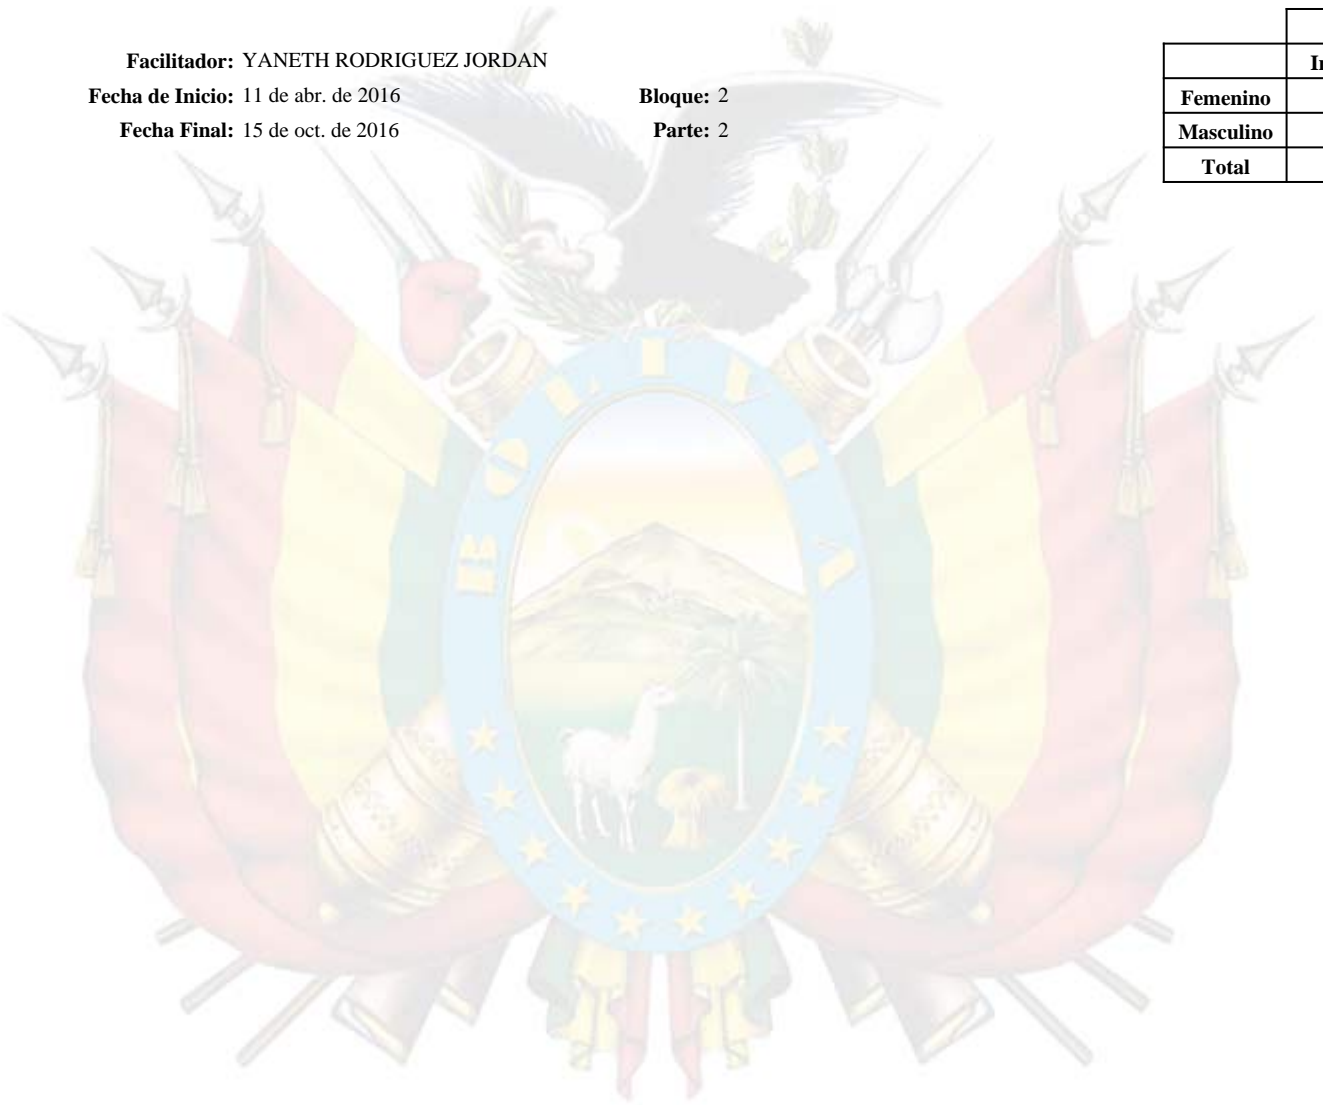 Facilitador: YANETH RODRIGUEZ JORDAN
Fecha de Inicio: 11 de abr. de 2016 Bloque: 2
Fecha Final: 15 de oct. de 2016 Parte: 2
Femenino
Masculino
Total
BOLIVIA